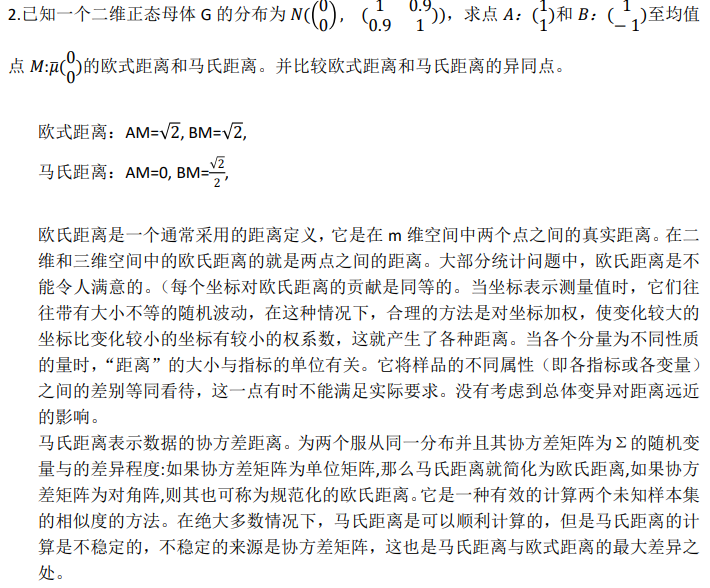 2.已知一个二维正态母体 G 的分布为 N((0 0), (1 0.9 0.9 1)), 求点 A: (1 1)和 B: (1 −1)至均值
点 M:μ̅(0 0)的欧式距离和马氏距离。并比较欧式距离和马氏距离的异同点。
欧式距离: AM=√2, BM=√2,
马氏距离: AM=0, BM=√2/2,
欧氏距离是一个通常采用的距离定义，它是在 m 维空间中两个点之间的真实距离。在二
维和三维空间中的欧氏距离的就是两点之间的距离。大部分统计问题中，欧氏距离是不
能令人满意的。（每个坐标对欧氏距离的贡献是同等的。当坐标表示测量值时，它们往
往带有大小不等的随机波动，在这种情况下，合理的方法是对坐标加权，使变化较大的
坐标比变化较小的坐标有较小的权系数，这就产生了各种距离。当各个分量为不同性质
的量时，“距离”的大小与指标的单位有关。它将样品的不同属性（即各指标或各变量）
之间的差别等同看待，这一点有时不能满足实际要求。没有考虑到总体变异对距离远近
的影响。
马氏距离表示数据的协方差距离。为两个服从同一分布并且其协方差矩阵为Σ的随机变
量与的差异程度:如果协方差矩阵为单位矩阵,那么马氏距离就简化为欧氏距离,如果协方
差矩阵为对角阵,则其也可称为规范化的欧氏距离。它是一种有效的计算两个未知样本集
的相似度的方法。在绝大多数情况下，马氏距离是可以顺利计算的，但是马氏距离的计
算是不稳定的，不稳定的来源是协方差矩阵，这也是马氏距离与欧式距离的最大差异之
处。